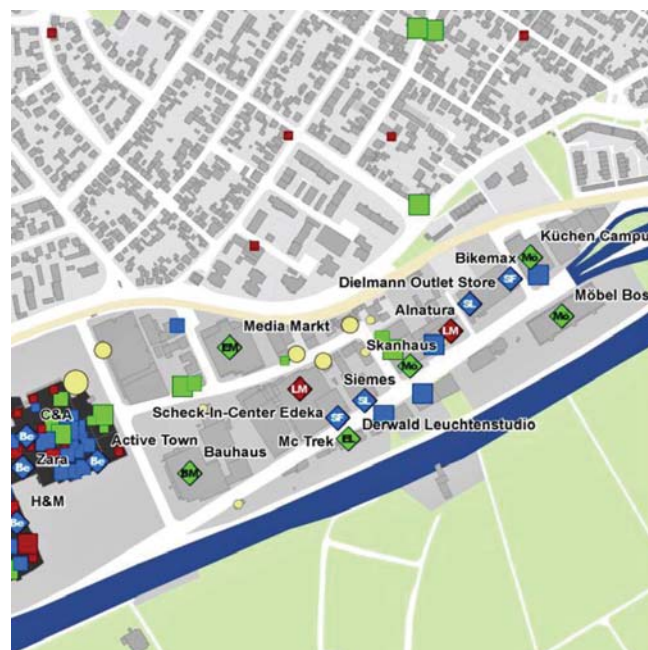 Küchen Campu
Bikemax
Mo
SF
Dielmann Outlet Store
Möbel Bos
SL
Alnatura
Mo
Media Markt
LM
EM
Skanhaus
Mo
Siemes
LM
SL
C&A
Scheck-In-Center Edeka
SF
Derwald Leuchtenstudio
Be
Active Town
Mc Trek
EL
Bauhaus
Zara
Be
Be
BM
H&M
Be